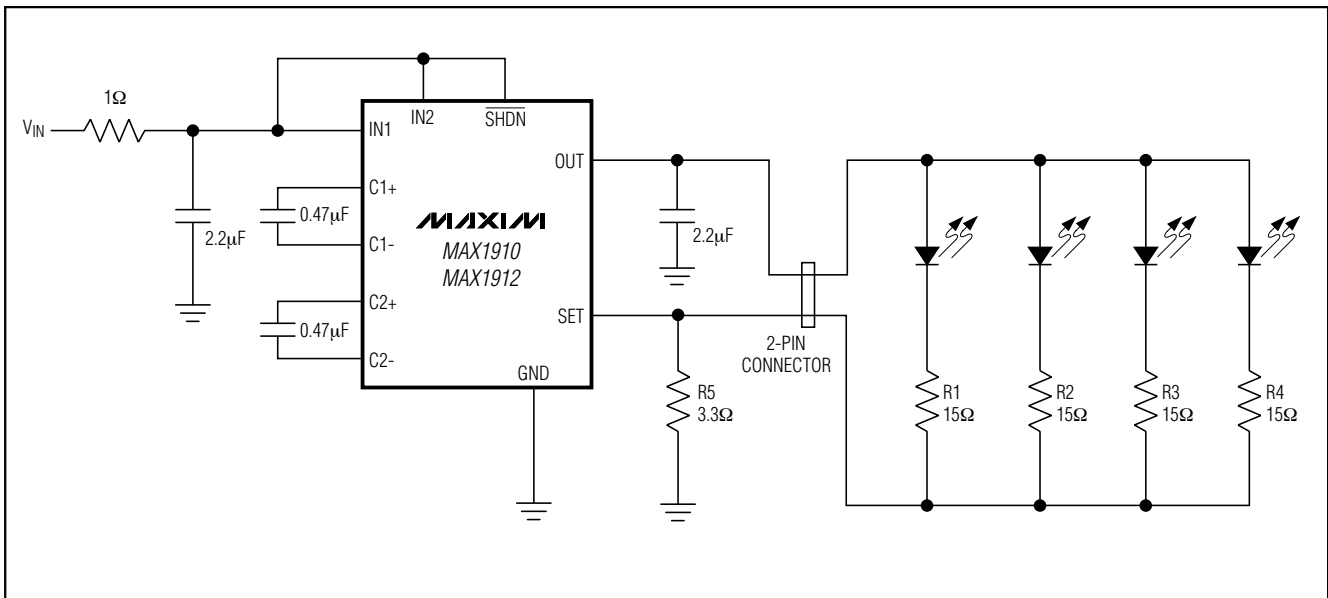 1Ω
VIN
IN2
SHDN
IN1
OUT
C1+
0.47μF
C1-
2.2μF
MAXIM
MAX1910
MAX1912
2.2μF
C2+
0.47μF
C2-
SET
GND
2-PIN
CONNECTOR
R5
3.3Ω
R1
15Ω
R2
15Ω
R3
15Ω
R4
15Ω